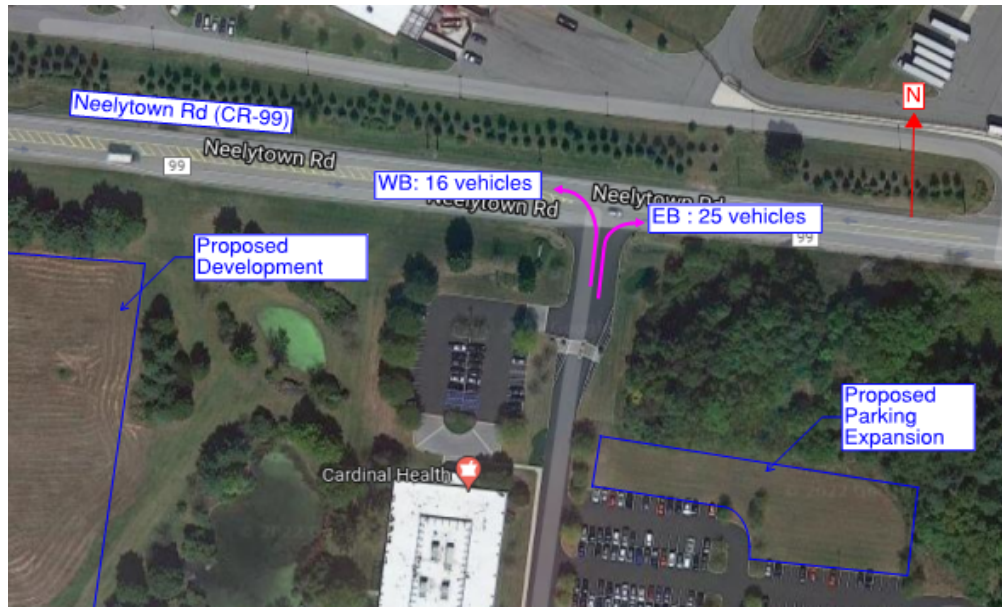 Neelytown Rd (CR-99)
N
Neelytown Rd
99
WB: 16 vehicles
Neelytown Rd
Neelytown Rd
EB : 25 vehicles
99
Proposed
Development
Proposed
Parking
Expansion
Cardinal Health